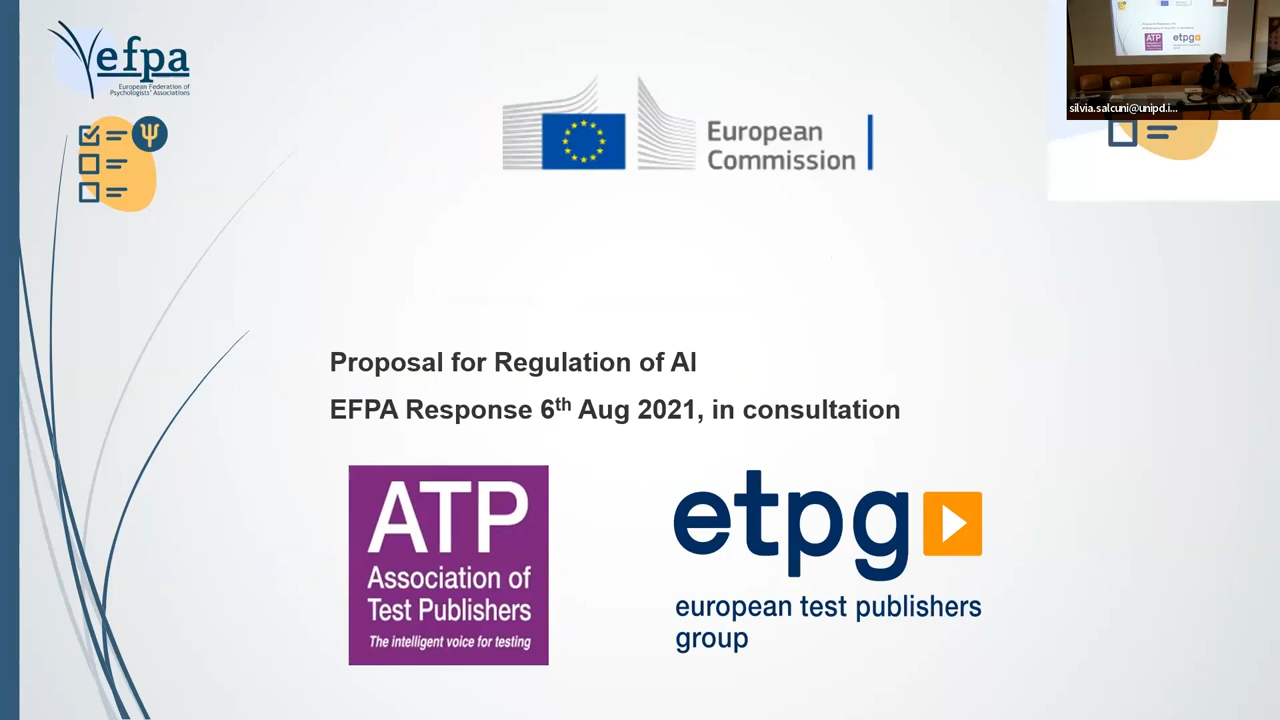 efpa
European Federation of
Psychologists' Associations
European
Commission
silvia.salcuni@unipd.i...
Proposal for Regulation of AI
EFPA Response 6th Aug 2021, in consultation
ATP
Association of
Test Publishers
The intelligent voice for testing
etpg
european test publishers
group